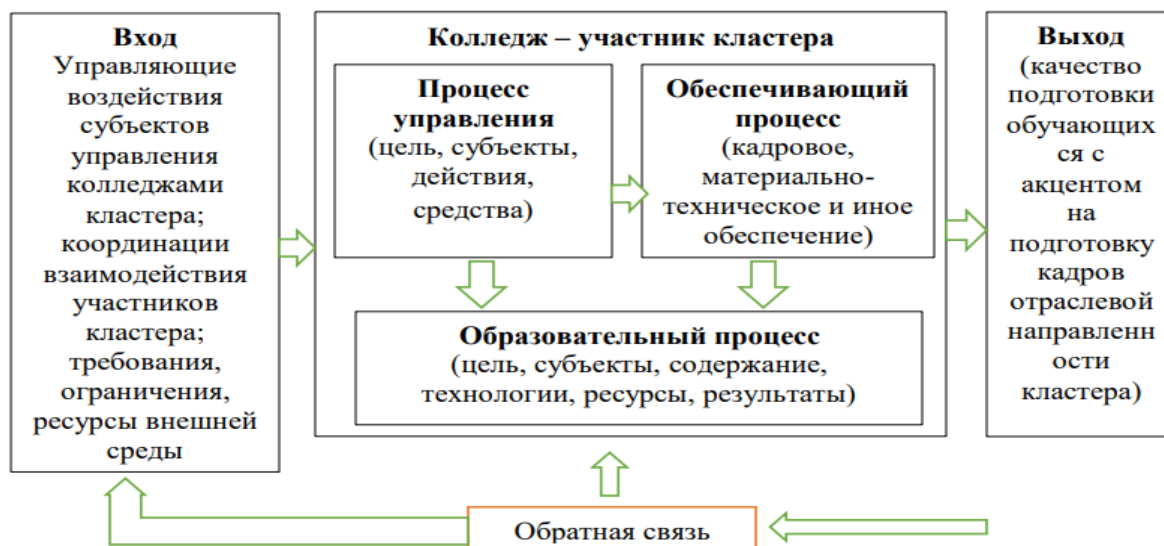 Вход
Управляющие
воздействия
субъектов
управления
колледжами
кластера;
координации
взаимодействия
участников
кластера;
требования,
ограничения,
ресурсы внешней
среды
Колледж – участник кластера
Процесс
управления
(цель, субъекты,
действия,
средства)
Обеспечивающий
процесс
(кадровое,
материально-
техническое и иное
обеспечение)
Образовательный процесс
(цель, субъекты, содержание,
технологии, ресурсы, результаты)
Выход
(качество
подготовки
обучающих
ся с
акцентом
на
подготовку
кадров
отраслевой
направленн
ости
кластера)
Обратная связь